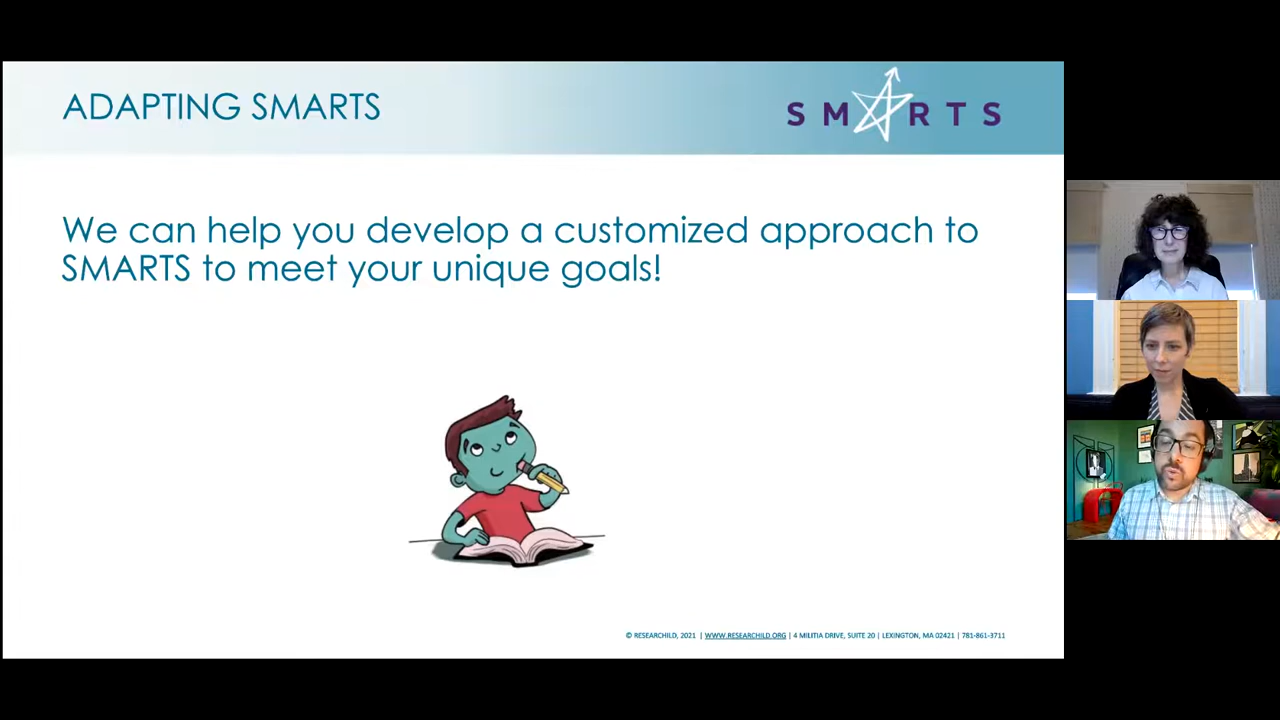 ADAPTING SMARTS
SMARTS
We can help you develop a customized approach to
SMARTS to meet your unique goals!
© RESEARCHILD, 2021 | WWW.RESEARCHILD.ORG | 4 MILITIA DRIVE, SUITE 20 | LEXINGTON, MA 02421 | 781-861-3711